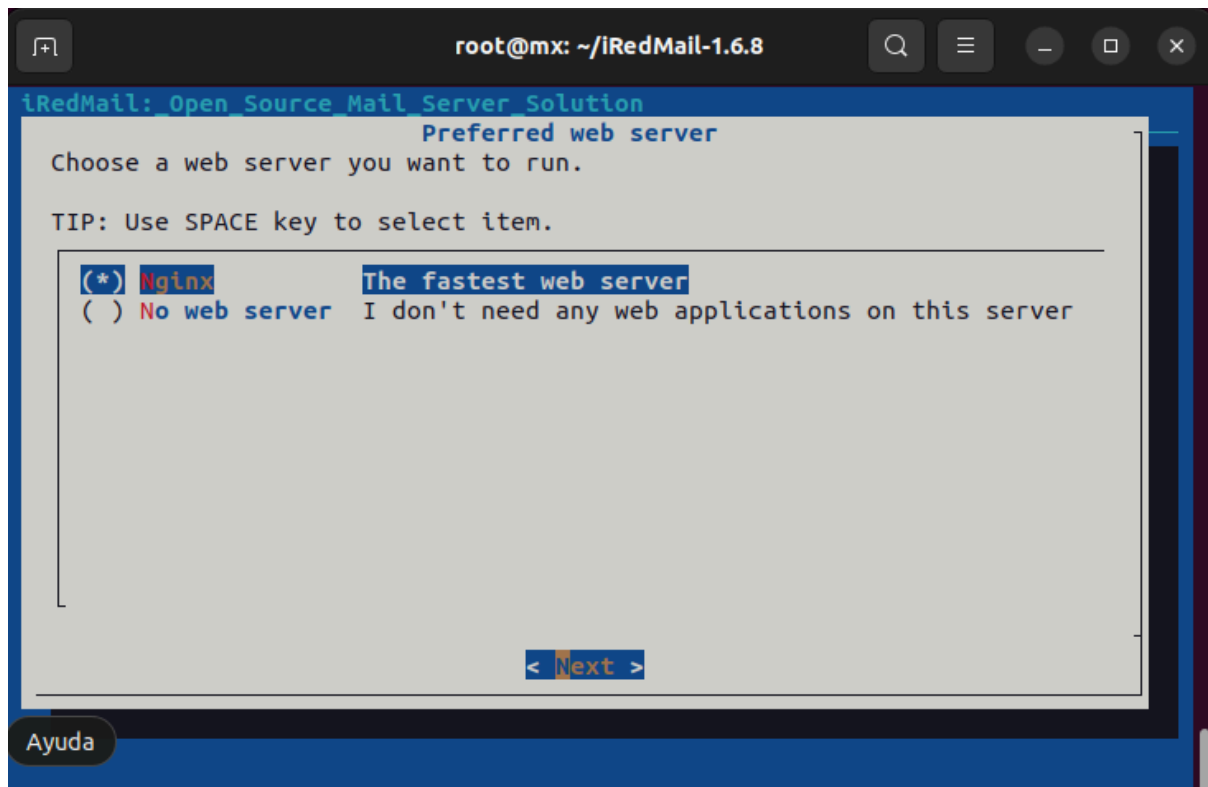 root@mx: ~/iRedMail-1.6.8
iRedMail:_Open_Source_Mail_Server_Solution
Preferred web server
Choose a web server you want to run.
TIP: Use SPACE key to select item.
(*) Nginx The fastest web server
( ) No web server I don't need any web applications on this server
< Next >
Ayuda